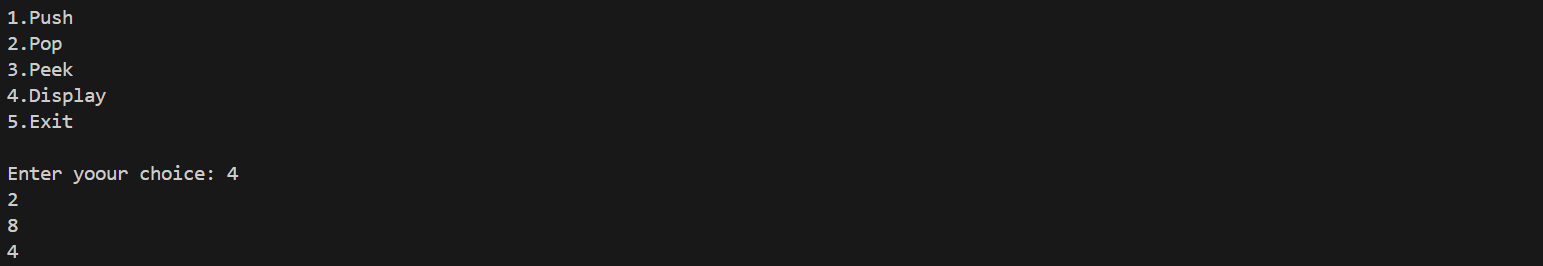 1.Push
2.Pop
3.Peek
4.Display
5.Exit
Enter yoour choice: 4
2
8
4